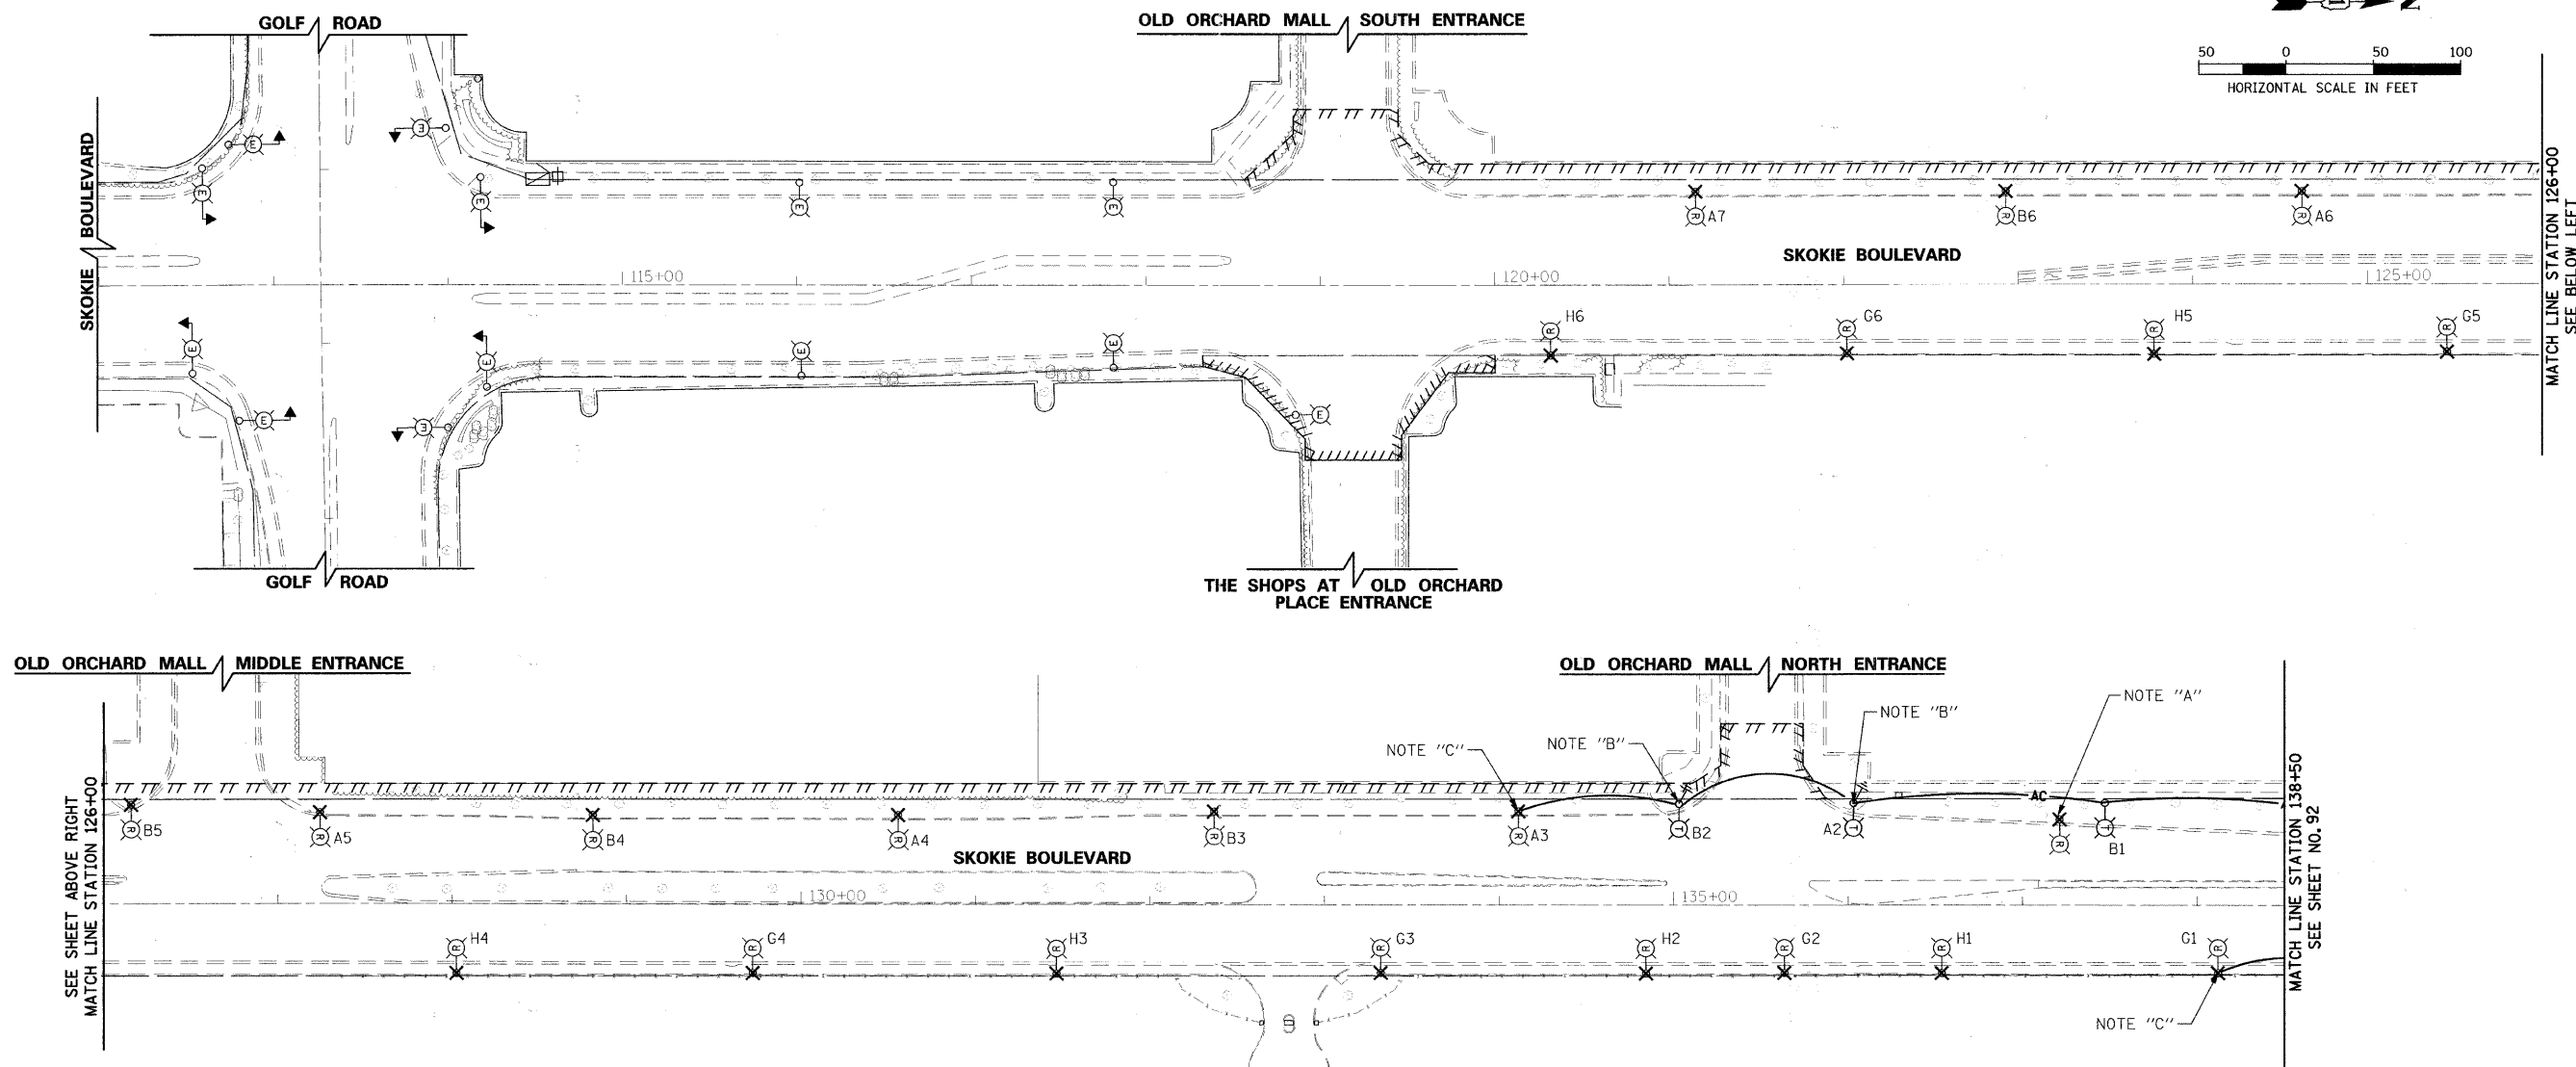 GOLF ROAD
OLD ORCHARD MALL SOUTH ENTRANCE
N
50 0 50 100
HORIZONTAL SCALE IN FEET
SKOKIE BOULEVARD
E
E
E
E
E
E
R A7
R B6
R A6
SKOKIE BOULEVARD
115+00
120+00
125+00
MATCH LINE STATION 126+00
SEE BELOW LEFT
E
E
E
E
E
E
E
R H6
R G6
R H5
R G5
GOLF ROAD
THE SHOPS AT OLD ORCHARD
PLACE ENTRANCE
OLD ORCHARD MALL MIDDLE ENTRANCE
OLD ORCHARD MALL NORTH ENTRANCE
NOTE "A"
NOTE "B"
NOTE "B"
NOTE "C"
SEE SHEET ABOVE RIGHT
MATCH LINE STATION 126+00
R B5
R A5
R B4
R A4
R B3
R A3
T B2
A2 T
AC
R
T B1
SKOKIE BOULEVARD
130+00
135+00
R H4
R G4
R H3
R G3
R H2
R G2
R H1
G1 R
NOTE "C"
MATCH LINE STATION 138+50
SEE SHEET NO. 92